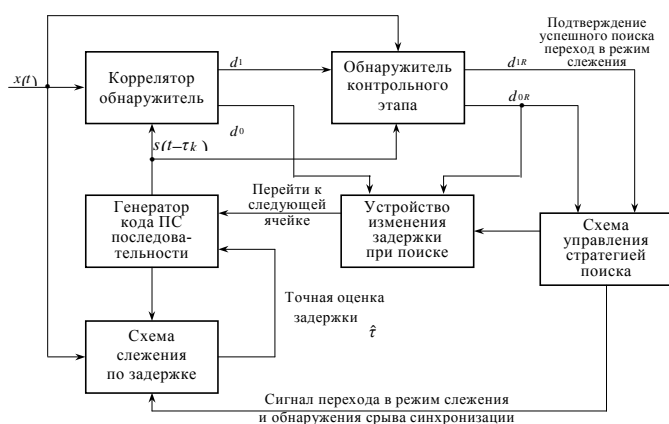 Подтверждение
успешного поиска
переход в режим
слежения
x(t)
Коррелятор
обнаружитель
d1
d0
Обнаружитель
контрольного
этапа
d1R
d0R
s(t–τk)
Генератор
кода ПС
последова-
тельности
Перейти к
следующей
ячейке
Устройство
изменения
задержки
при поиске
Схема
управления
стратегией
поиска
Точная оценка
задержки
τ̂
Схема
слежения
по задержке
Сигнал перехода в режим слежения
и обнаружения срыва синхронизации